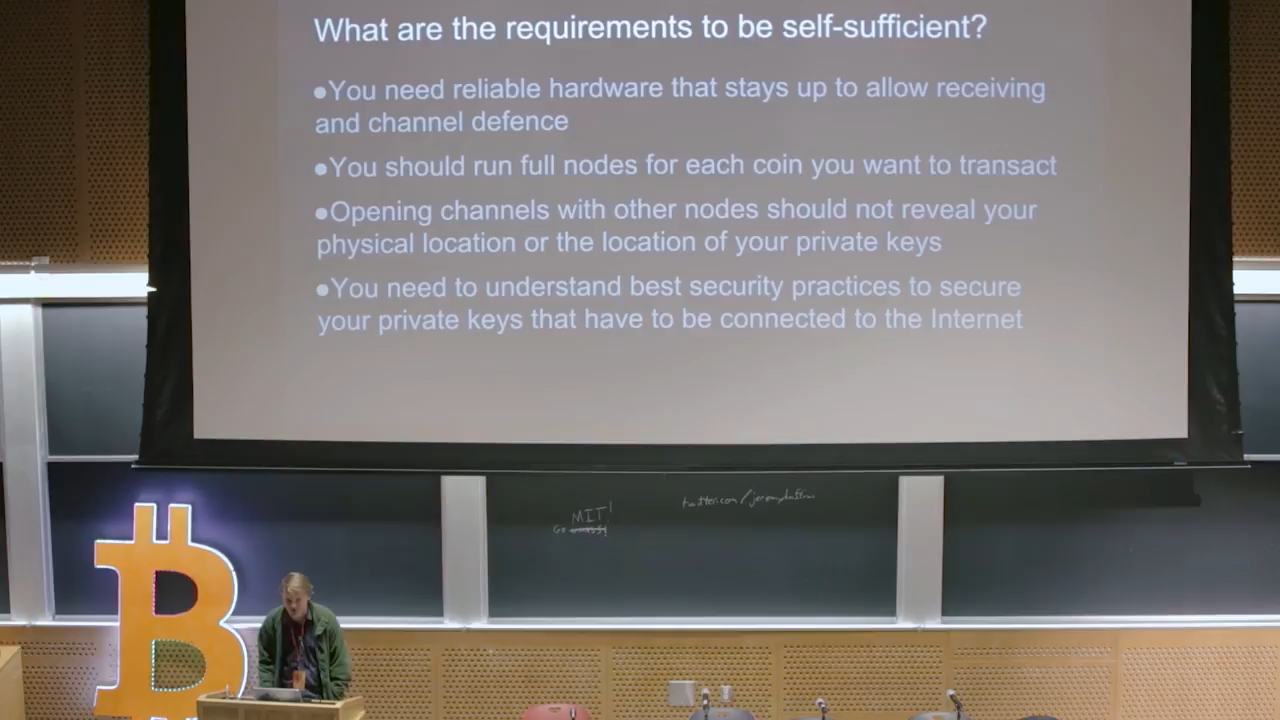 What are the requirements to be self-sufficient?
●You need reliable hardware that stays up to allow receiving
and channel defence
●You should run full nodes for each coin you want to transact
●Opening channels with other nodes should not reveal your
physical location or the location of your private keys
●You need to understand best security practices to secure
your private keys that have to be connected to the Internet
MIT!
Go
twitter.com/